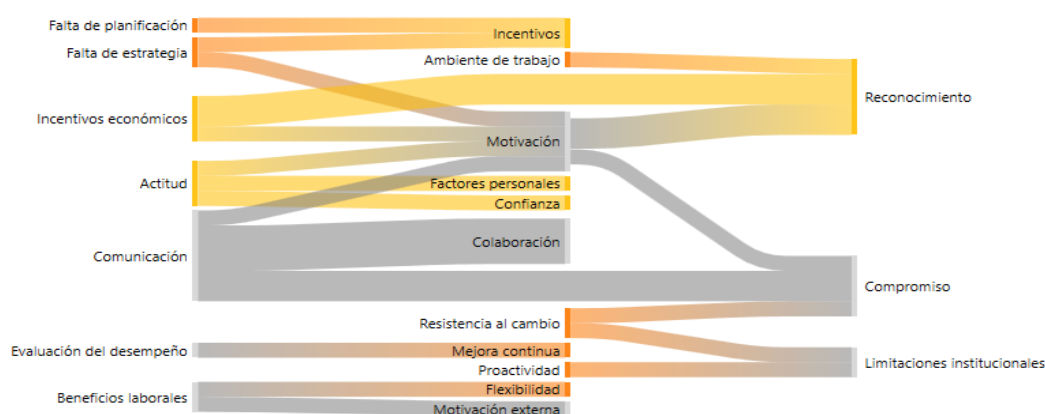 Falta de planificación
Falta de estrategia
Incentivos económicos
Actitud
Comunicación
Evaluación del desempeño
Beneficios laborales
Incentivos
Ambiente de trabajo
Motivación
Factores personales
Confianza
Colaboración
Resistencia al cambio
Mejora continua
Proactividad
Flexibilidad
Motivación externa
Reconocimiento
Compromiso
Limitaciones institucionales